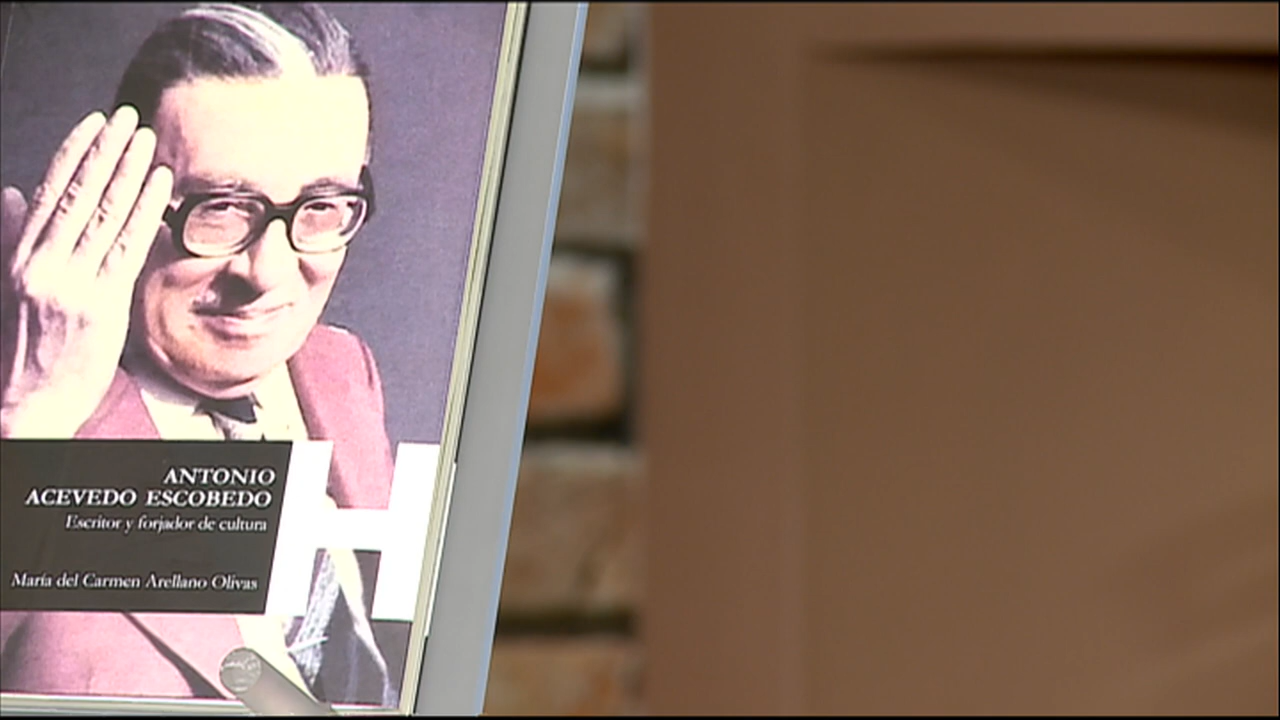 ANTONIO
ACEVEDO ESCOBEDO
Escritor y forjador de cultura
María del Carmen Arellano Olivas
H